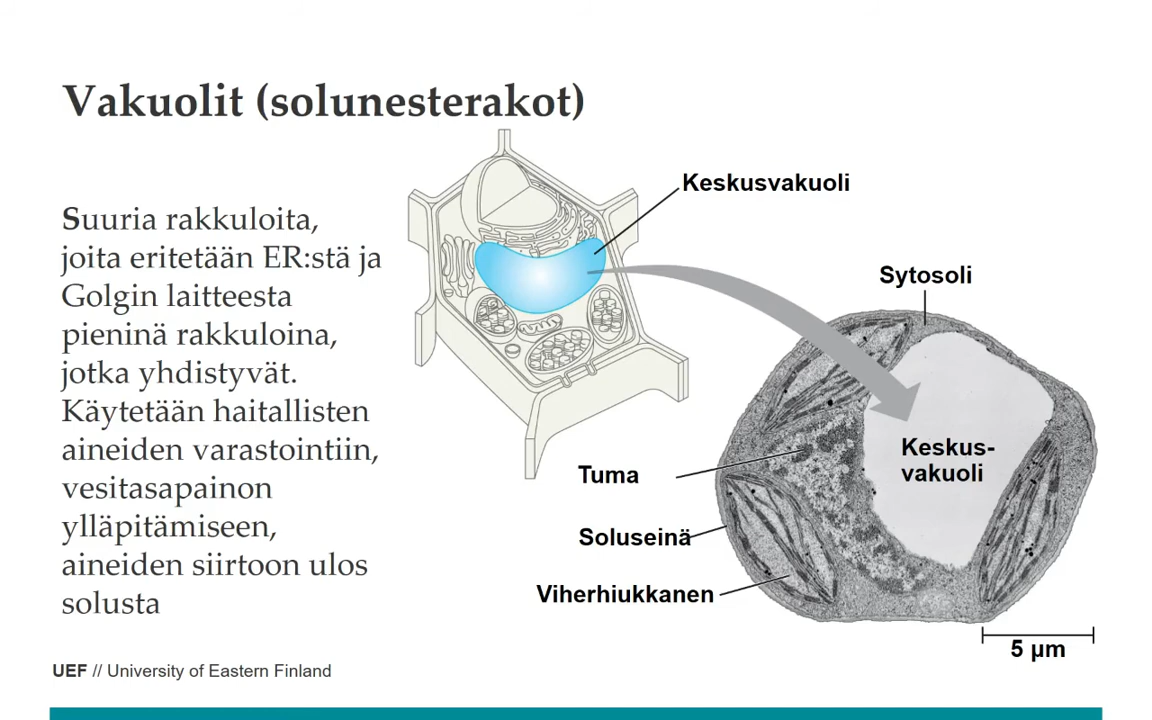 Vakuolit (solunesterakot)
Suuria rakkuloita,
joita eritetään ER:stä ja
Golgin laitteesta
pieninä rakkuloina,
jotka yhdistyvät.
Käytetään haitallisten
aineiden varastointiin,
vesitasapainon
ylläpitämiseen,
aineiden siirtoon ulos
solusta
Keskusvakuoli
Sytosoli
Keskus-
vakuoli
Tuma
Soluseinä
Viherhiukkanen
5 µm
UEF // University of Eastern Finland